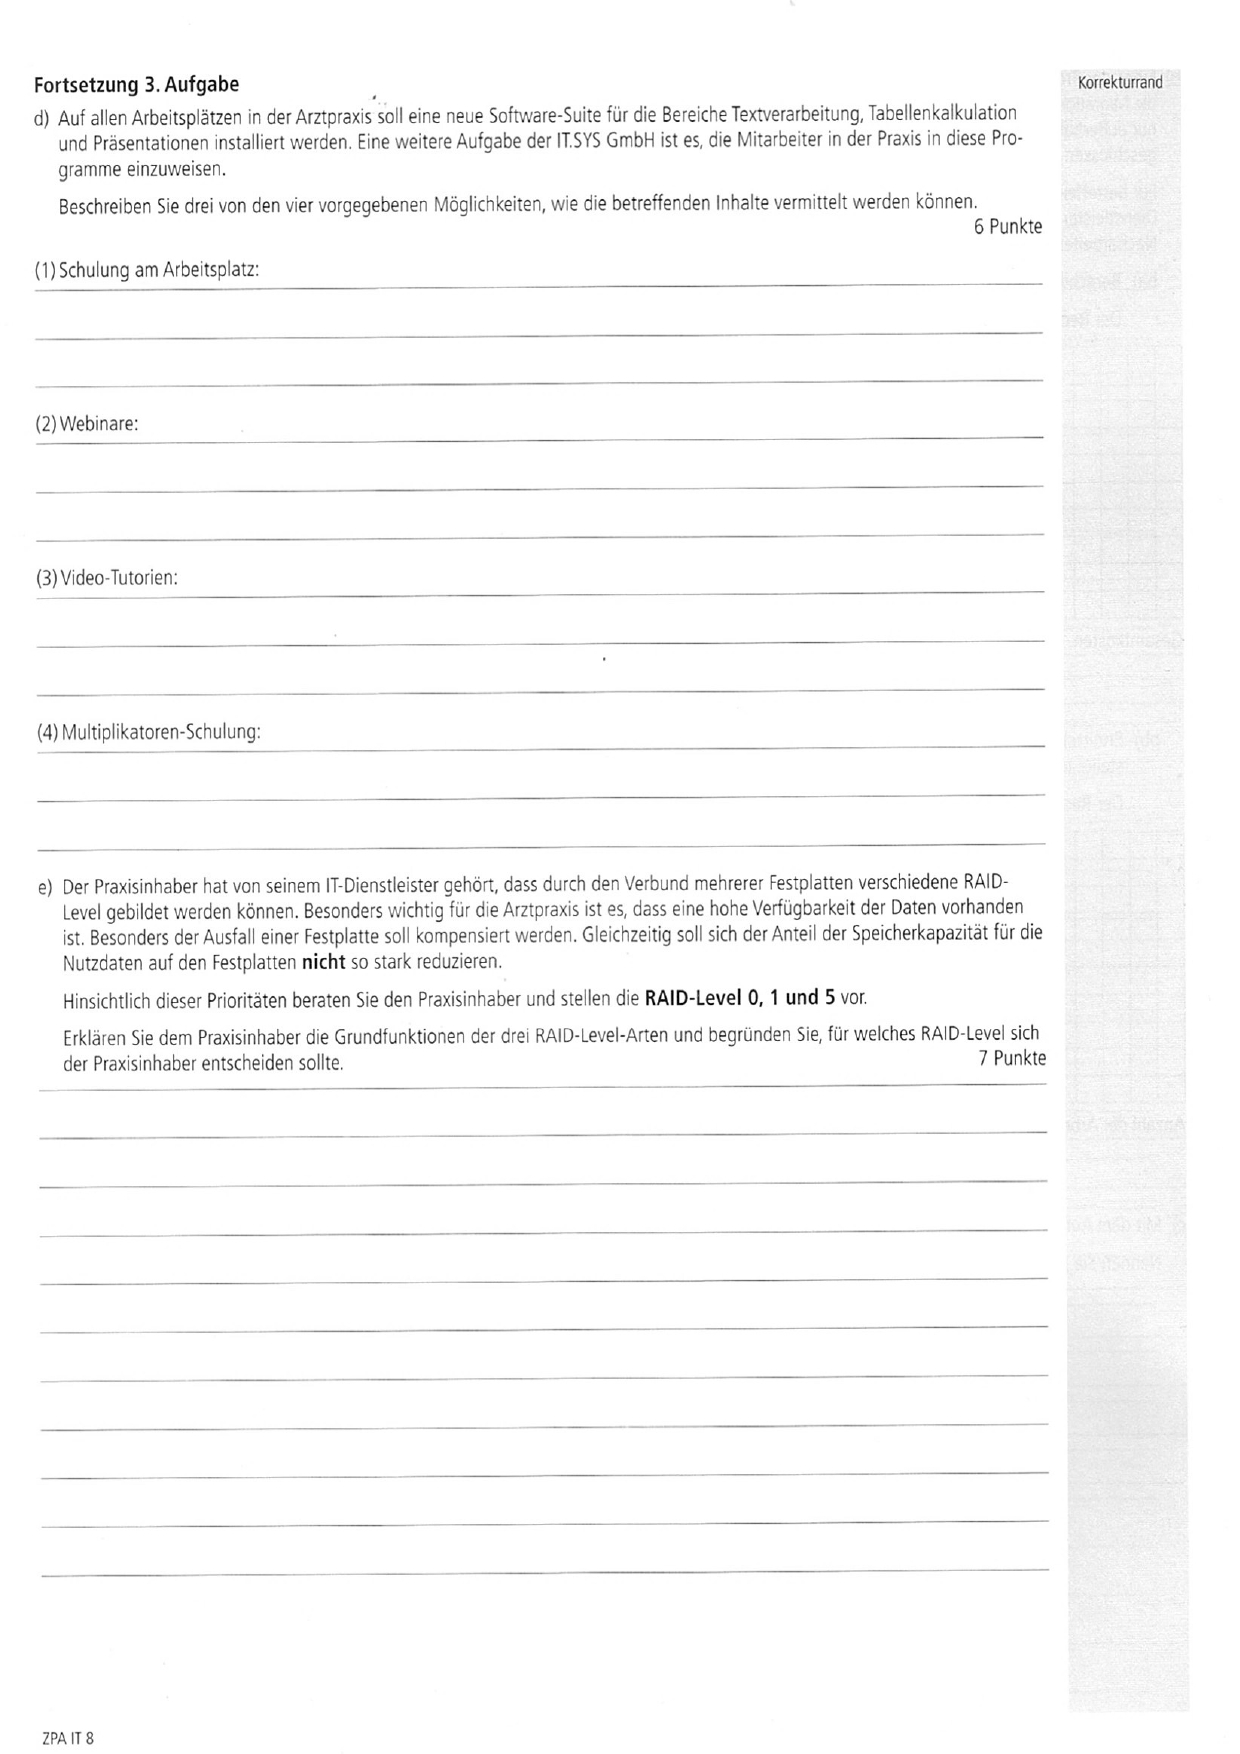 Fortsetzung 3. Aufgabe
Korrekturrand
d) Auf allen Arbeitsplätzen in der Arztpraxis soll eine neue Software-Suite für die Bereiche Textverarbeitung, Tabellenkalkulation
und Präsentationen installiert werden. Eine weitere Aufgabe der IT.SYS GmbH ist es, die Mitarbeiter in der Praxis in diese Pro-
gramme einzuweisen.
Beschreiben Sie drei von den vier vorgegebenen Möglichkeiten, wie die betreffenden Inhalte vermittelt werden können.
6 Punkte
(1) Schulung am Arbeitsplatz:
(2) Webinare:
(3) Video-Tutorien:
(4) Multiplikatoren-Schulung:
e) Der Praxisinhaber hat von seinem IT-Dienstleister gehört, dass durch den Verbund mehrerer Festplatten verschiedene RAID-
Level gebildet werden können. Besonders wichtig für die Arztpraxis ist es, dass eine hohe Verfügbarkeit der Daten vorhanden
ist. Besonders der Ausfall einer Festplatte soll kompensiert werden. Gleichzeitig soll sich der Anteil der Speicherkapazität für die
Nutzdaten auf den Festplatten nicht so stark reduzieren.
Hinsichtlich dieser Prioritäten beraten Sie den Praxisinhaber und stellen die RAID-Level 0, 1 und 5 vor.
Erklären Sie dem Praxisinhaber die Grundfunktionen der drei RAID-Level-Arten und begründen Sie, für welches RAID-Level sich
der Praxisinhaber entscheiden sollte.
7 Punkte
ZPA IT 8